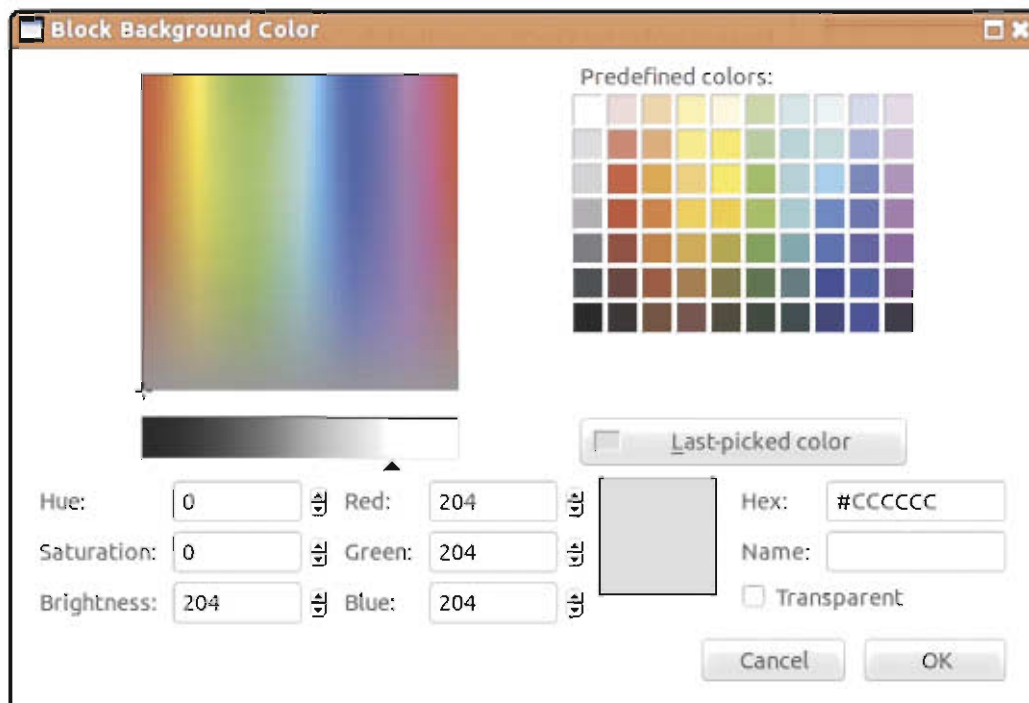 Block Background Color
Predefined colors:
Last-picked color
Hue: 0 Red: 204 Hex: #CCCCCC
Saturation: 0 Green: 204 Name:
Brightness: 204 Blue: 204 Transparent
Cancel OK